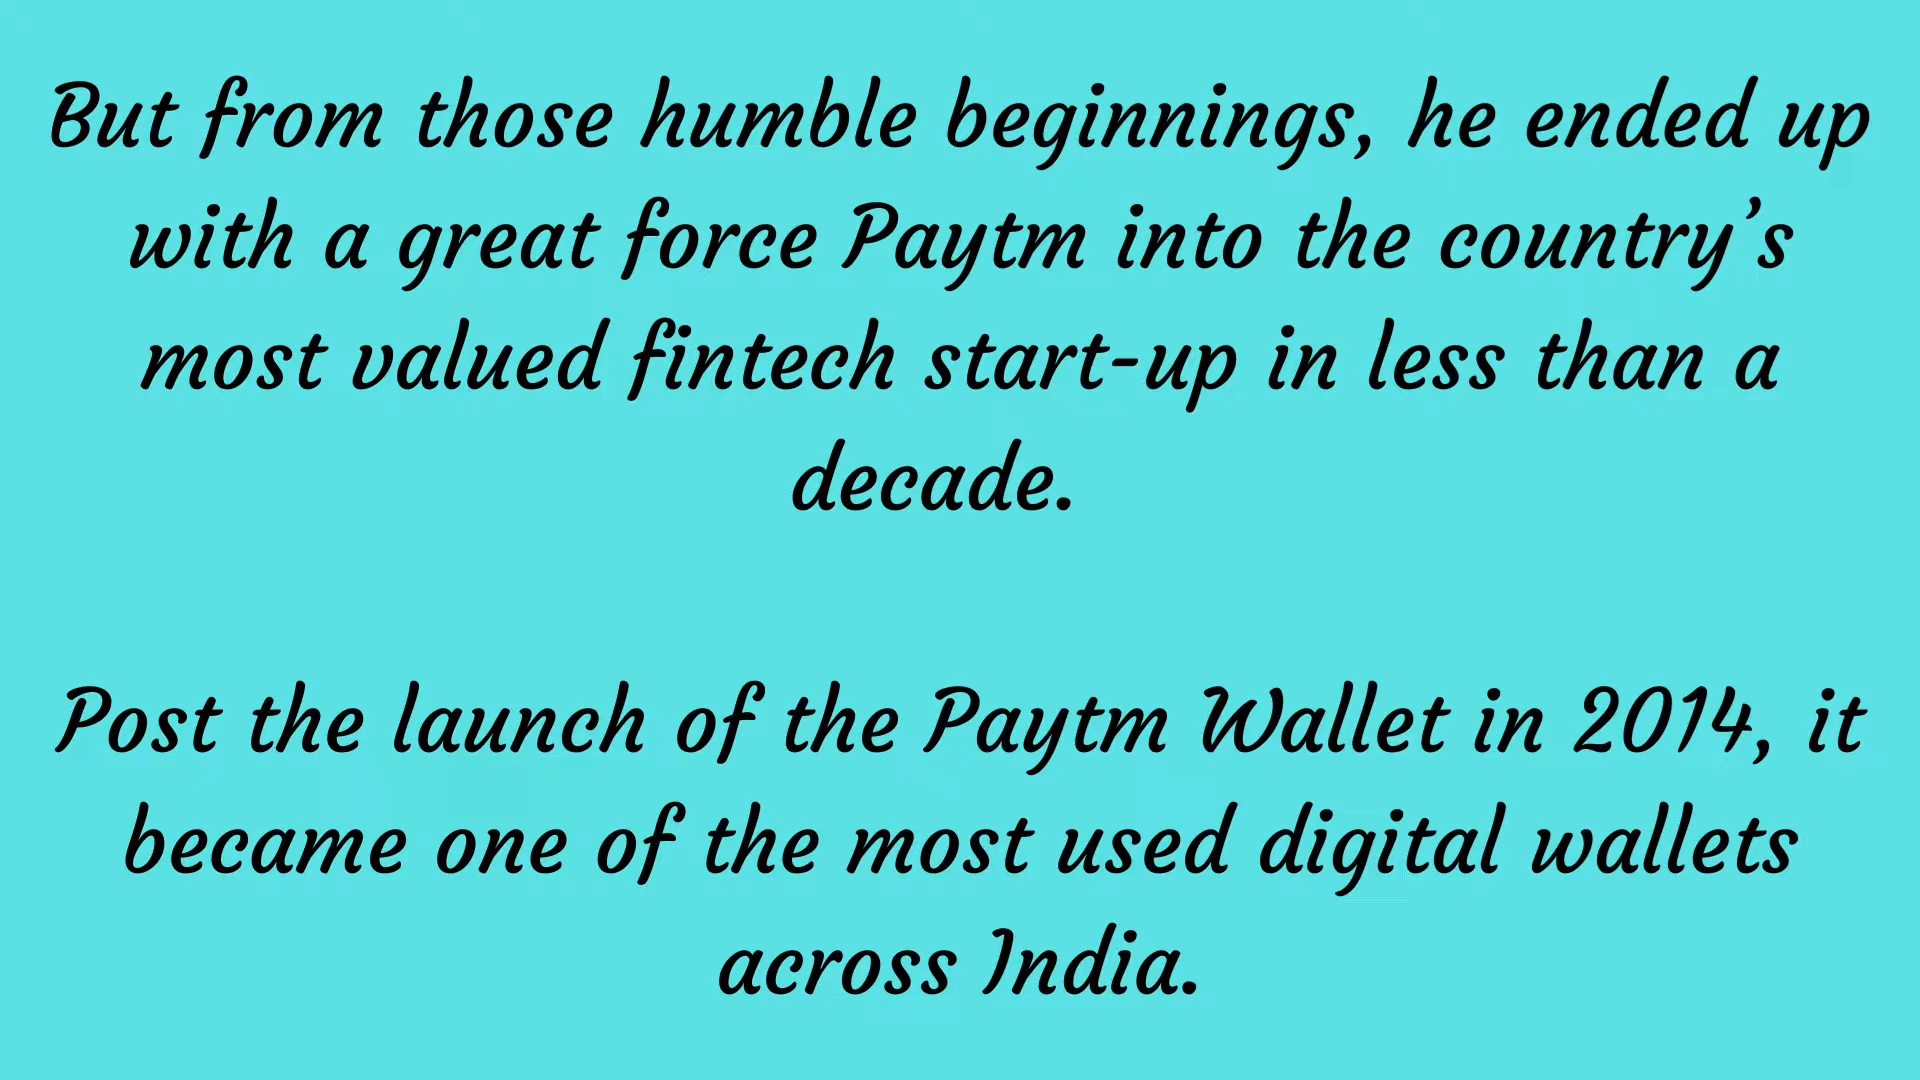 But from those humble beginnings, he ended up
with a great force Paytm into the country’s
most valued fintech start-up in less than a
decade.
Post the launch of the Paytm Wallet in 2014, it
became one of the most used digital wallets
across India.